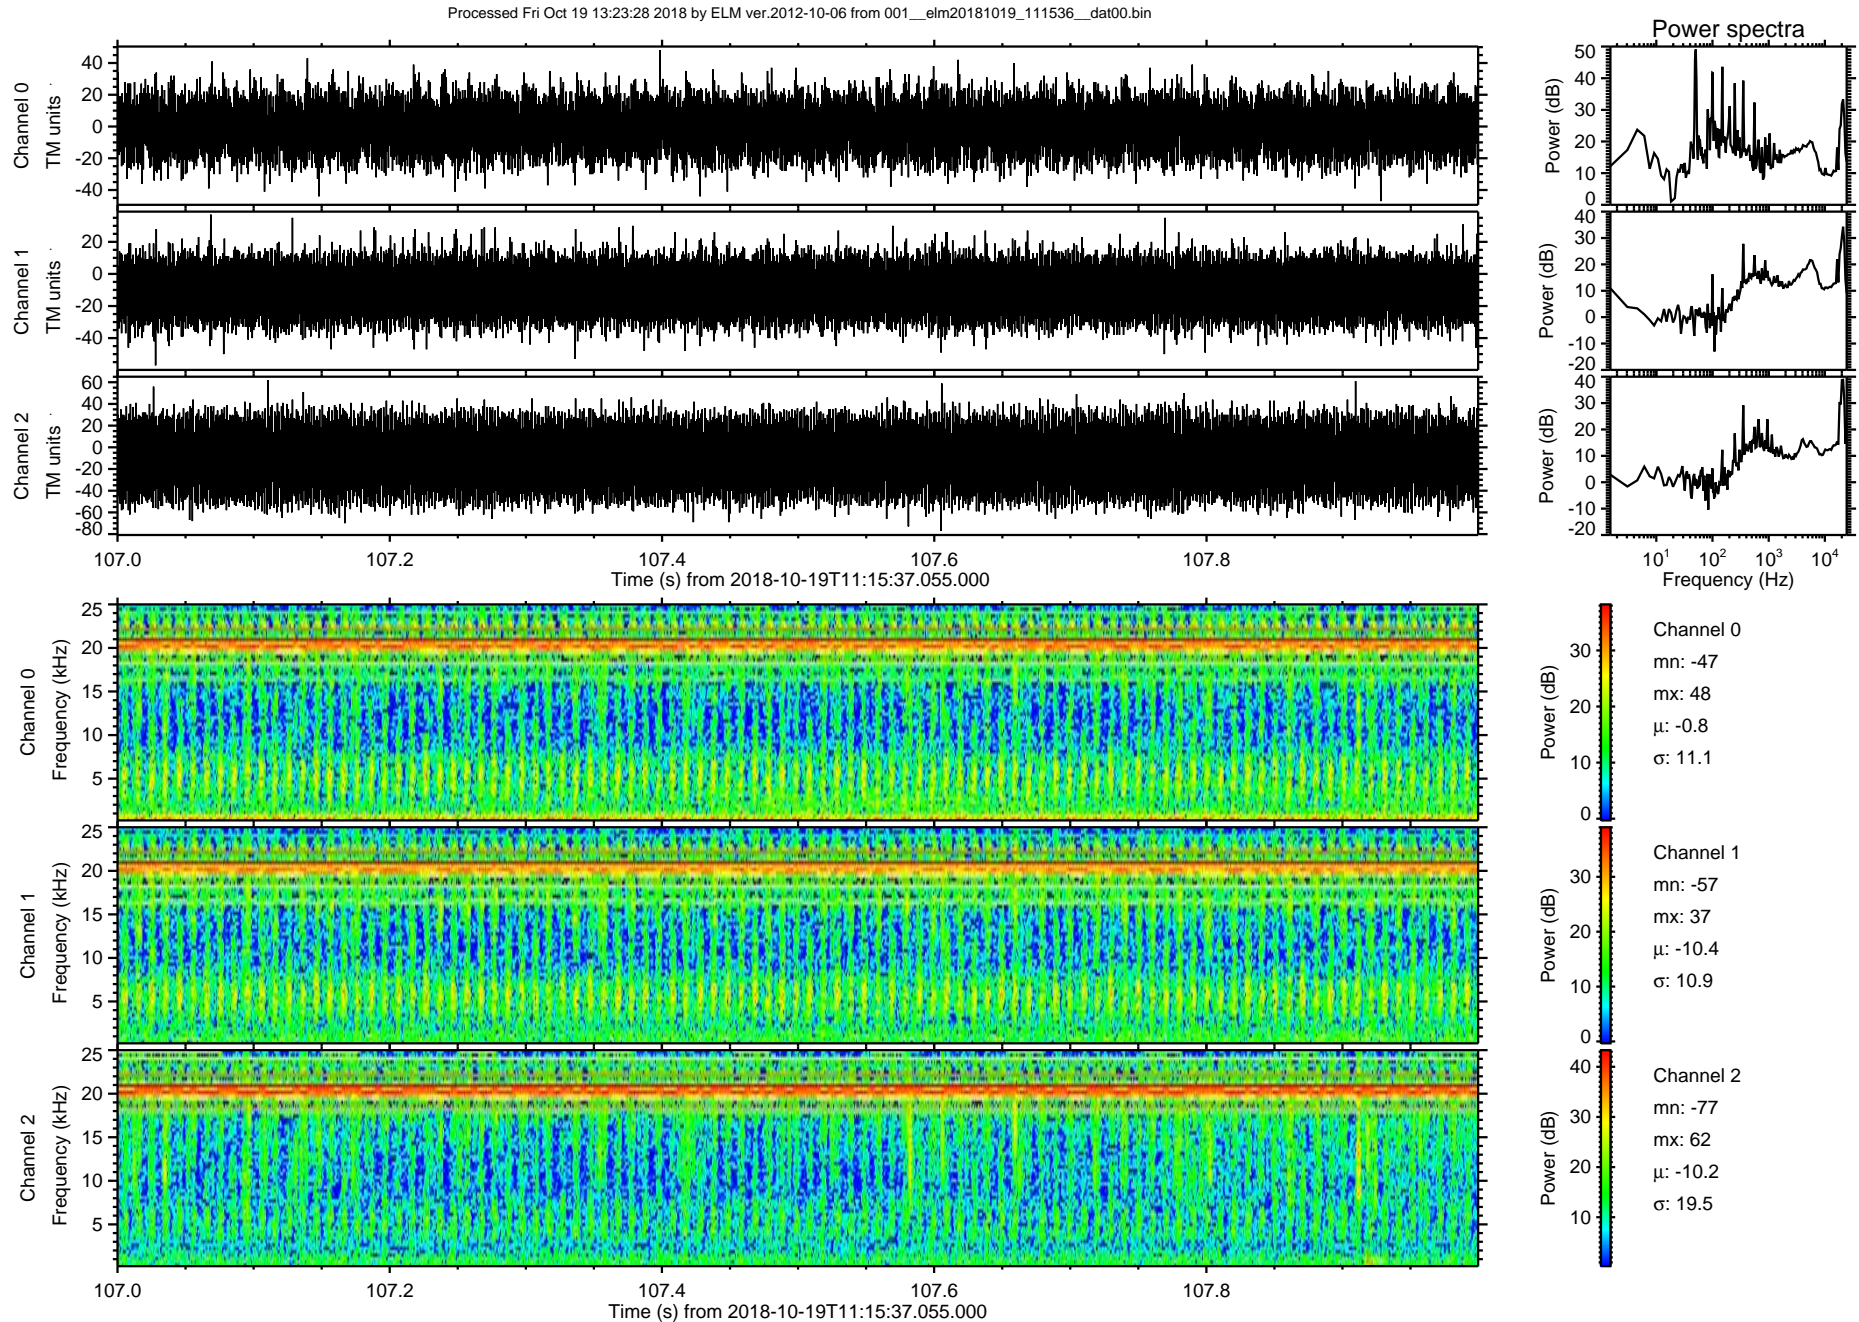 Processed Fri Oct 19 13:23:28 2018 by ELM ver.2012-10-06 from 001__elm20181019_111536__dat00.bin
Power spectra
Channel 0
TM units
40
20
0
-20
-40
Power (dB)
50
40
30
20
10
0
Channel 1
TM units
20
0
-20
-40
Power (dB)
40
30
20
10
0
-10
-20
Channel 2
TM units
60
40
20
0
-20
-40
-60
-80
Power (dB)
40
30
20
10
0
-10
-20
107.0 107.2 107.4 107.6 107.8
Time (s) from 2018-10-19T11:15:37.055.000
10^1 10^2 10^3 10^4
Frequency (Hz)
Channel 0
Frequency (kHz)
25
20
15
10
5
Power (dB)
30
20
10
0
Channel 0
mn: -47
mx: 48
μ: -0.8
σ: 11.1
Channel 1
Frequency (kHz)
25
20
15
10
5
Power (dB)
30
20
10
0
Channel 1
mn: -57
mx: 37
μ: -10.4
σ: 10.9
Channel 2
Frequency (kHz)
25
20
15
10
5
Power (dB)
40
30
20
10
Channel 2
mn: -77
mx: 62
μ: -10.2
σ: 19.5
107.0 107.2 107.4 107.6 107.8
Time (s) from 2018-10-19T11:15:37.055.000